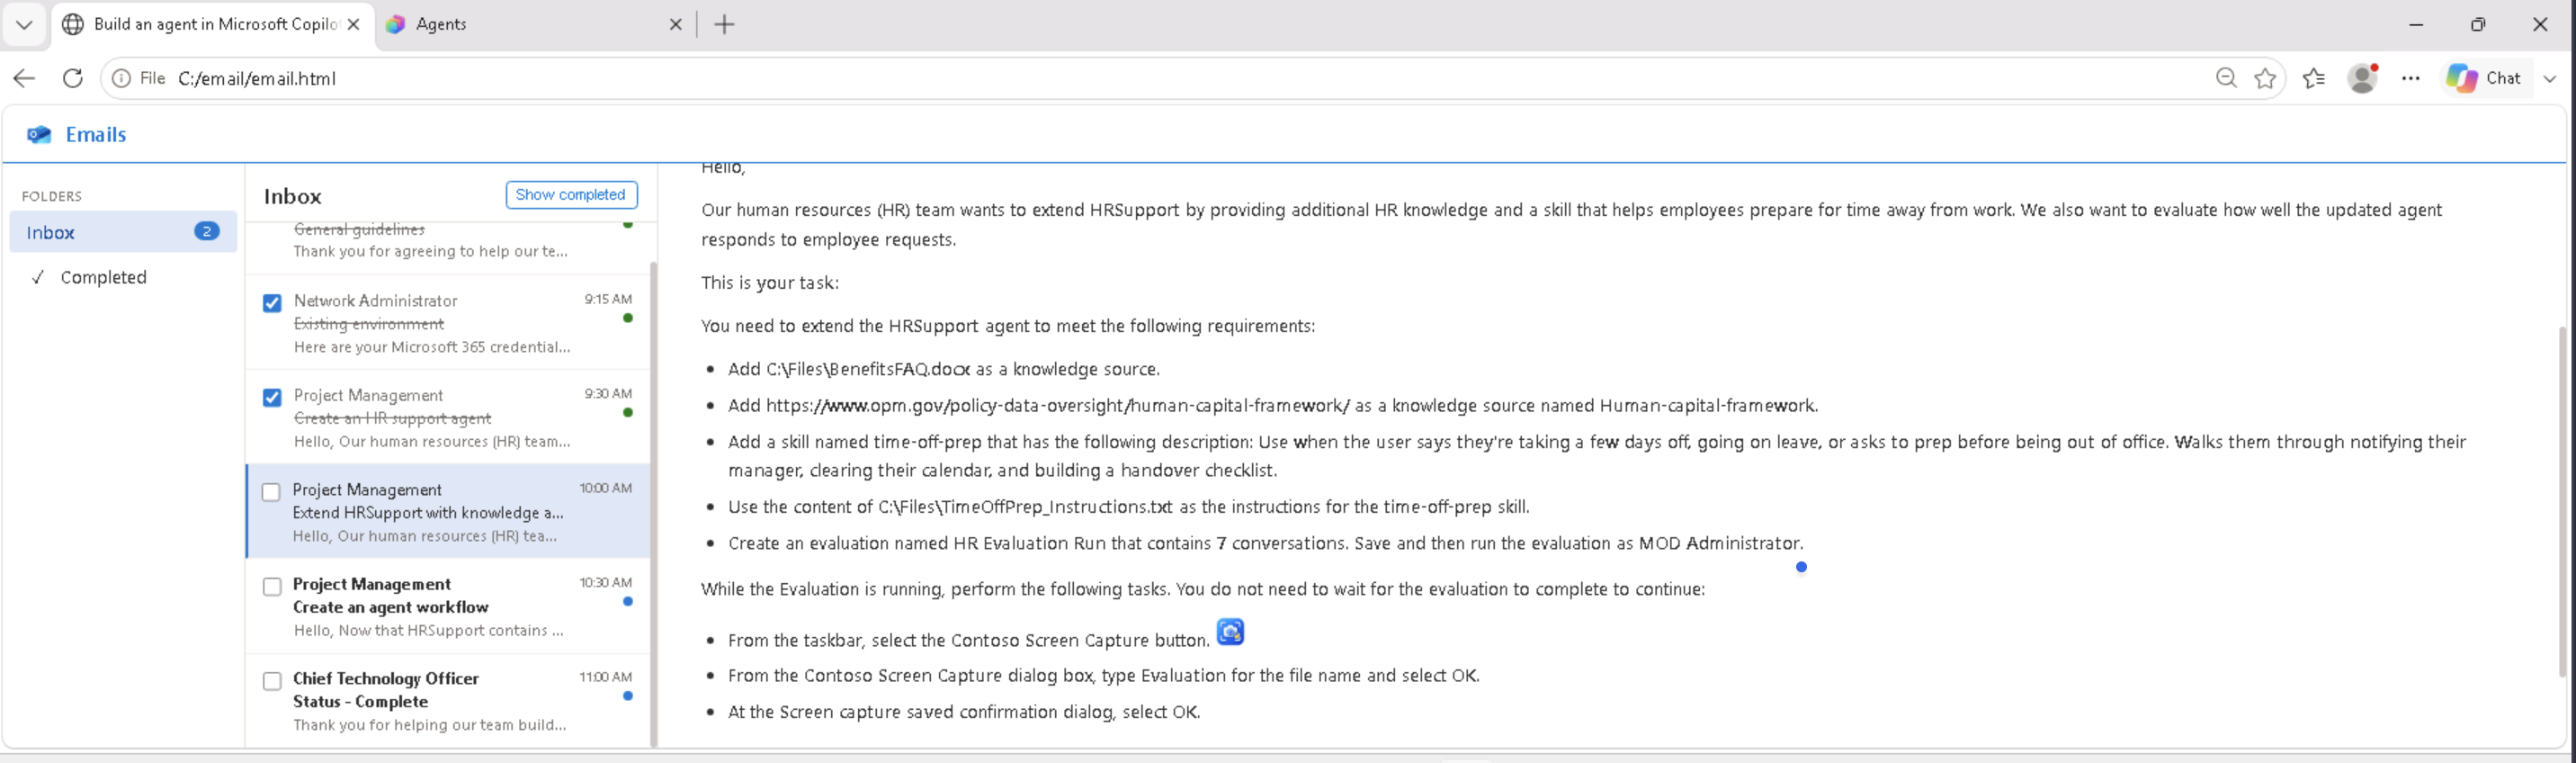 Build an agent in Microsoft Copilo
Agents
File C:/email/email.html
Chat
Emails
FOLDERS
Inbox 2
✓ Completed
Inbox
Show completed
General guidelines
Thank you for agreeing to help our te...
Network Administrator 9:15 AM
Existing environment
Here are your Microsoft 365 credential...
Project Management 9:30 AM
Create an HR support agent
Hello, Our human resources (HR) team...
Project Management 10:00 AM
Extend HRSupport with knowledge a...
Hello, Our human resources (HR) tea...
Project Management 10:30 AM
Create an agent workflow
Hello, Now that HRSupport contains ...
Chief Technology Officer 11:00 AM
Status - Complete
Thank you for helping our team build...
Hello,
Our human resources (HR) team wants to extend HRSupport by providing additional HR knowledge and a skill that helps employees prepare for time away from work. We also want to evaluate how well the updated agent
responds to employee requests.
This is your task:
You need to extend the HRSupport agent to meet the following requirements:
• Add C:\Files\BenefitsFAQ.docx as a knowledge source.
• Add https://www.opm.gov/policy-data-oversight/human-capital-framework/ as a knowledge source named Human-capital-framework.
• Add a skill named time-off-prep that has the following description: Use when the user says they're taking a few days off, going on leave, or asks to prep before being out of office. Walks them through notifying their
manager, clearing their calendar, and building a handover checklist.
• Use the content of C:\Files\TimeOffPrep_Instructions.txt as the instructions for the time-off-prep skill.
• Create an evaluation named HR Evaluation Run that contains 7 conversations. Save and then run the evaluation as MOD Administrator.
While the Evaluation is running, perform the following tasks. You do not need to wait for the evaluation to complete to continue:
• From the taskbar, select the Contoso Screen Capture button.
• From the Contoso Screen Capture dialog box, type Evaluation for the file name and select OK.
• At the Screen capture saved confirmation dialog, select OK.